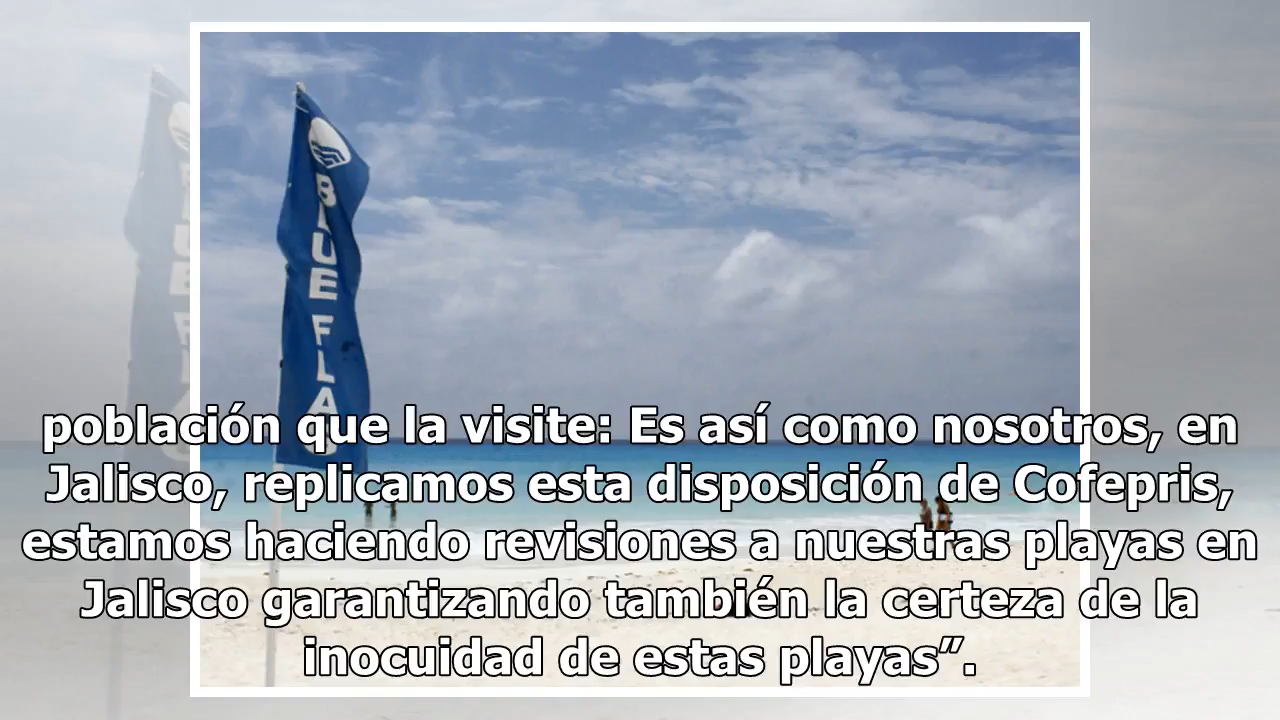 BLUE FLAG
población que la visite: Es así como nosotros, en
Jalisco, replicamos esta disposición de Cofepris,
estamos haciendo revisiones a nuestras playas en
Jalisco garantizando también la certeza de la
inocuidad de estas playas”.